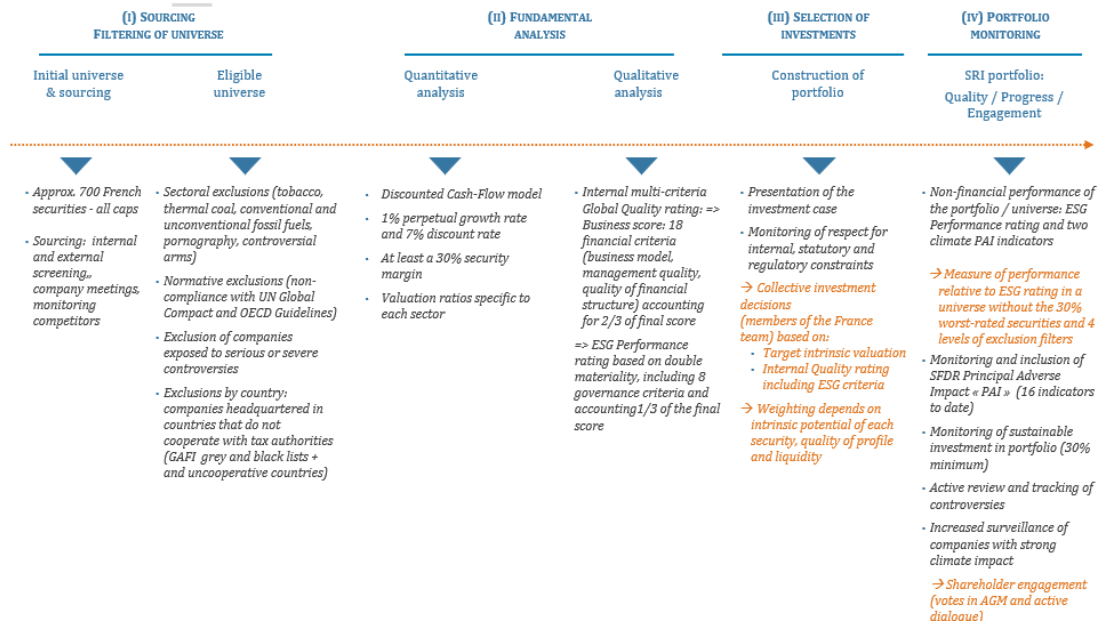 (I) SOURCING
FILTERING OF UNIVERSE
Initial universe
& sourcing
Eligible
universe
(II) FUNDAMENTAL
ANALYSIS
Quantitative
analysis
Qualitative
analysis
(III) SELECTION OF
INVESTMENTS
Construction of
portfolio
(IV) PORTFOLIO
MONITORING
SRI portfolio:
Quality / Progress /
Engagement
• Approx. 700 French
securities - all caps
• Sourcing: internal
and external
screening,,
company meetings,
monitoring
competitors
• Sectoral exclusions (tobacco,
thermal coal, conventional and
unconventional fossil fuels,
pornography, controversial
arms)
• Normative exclusions (non-
compliance with UN Global
Compact and OECD Guidelines)
• Exclusion of companies
exposed to serious or severe
controversies
• Exclusions by country:
companies headquartered in
countries that do not
cooperate with tax authorities
(GAFI grey and black lists +
and uncooperative countries)
• Discounted Cash-Flow model
• 1% perpetual growth rate
and 7% discount rate
• At least a 30% security
margin
• Valuation ratios specific to
each sector
• Internal multi-criteria
Global Quality rating: =>
Business score: 18
financial criteria
(business model,
management quality,
quality of financial
structure) accounting
for 2/3 of final score
=> ESG Performance
rating based on double
materiality, including 8
governance criteria and
accounting1/3 of the final
score
• Presentation of the
investment case
• Monitoring of respect for
internal, statutory and
regulatory constraints
→ Collective investment
decisions
(members of the France
team) based on:
• Target intrinsic valuation
• Internal Quality rating
including ESG criteria
→ Weighting depends on
intrinsic potential of each
security, quality of profile
and liquidity
• Non-financial performance of
the portfolio / universe: ESG
Performance rating and two
climate PAI indicators
→ Measure of performance
relative to ESG rating in a
universe without the 30%
worst-rated securities and 4
levels of exclusion filters
• Monitoring and inclusion of
SFDR Principal Adverse
Impact « PAI » (16 indicators
to date)
• Monitoring of sustainable
investment in portfolio (30%
minimum)
• Active review and tracking of
controversies
• Increased surveillance of
companies with strong
climate impact
→ Shareholder engagement
(votes in AGM and active
dialogue)